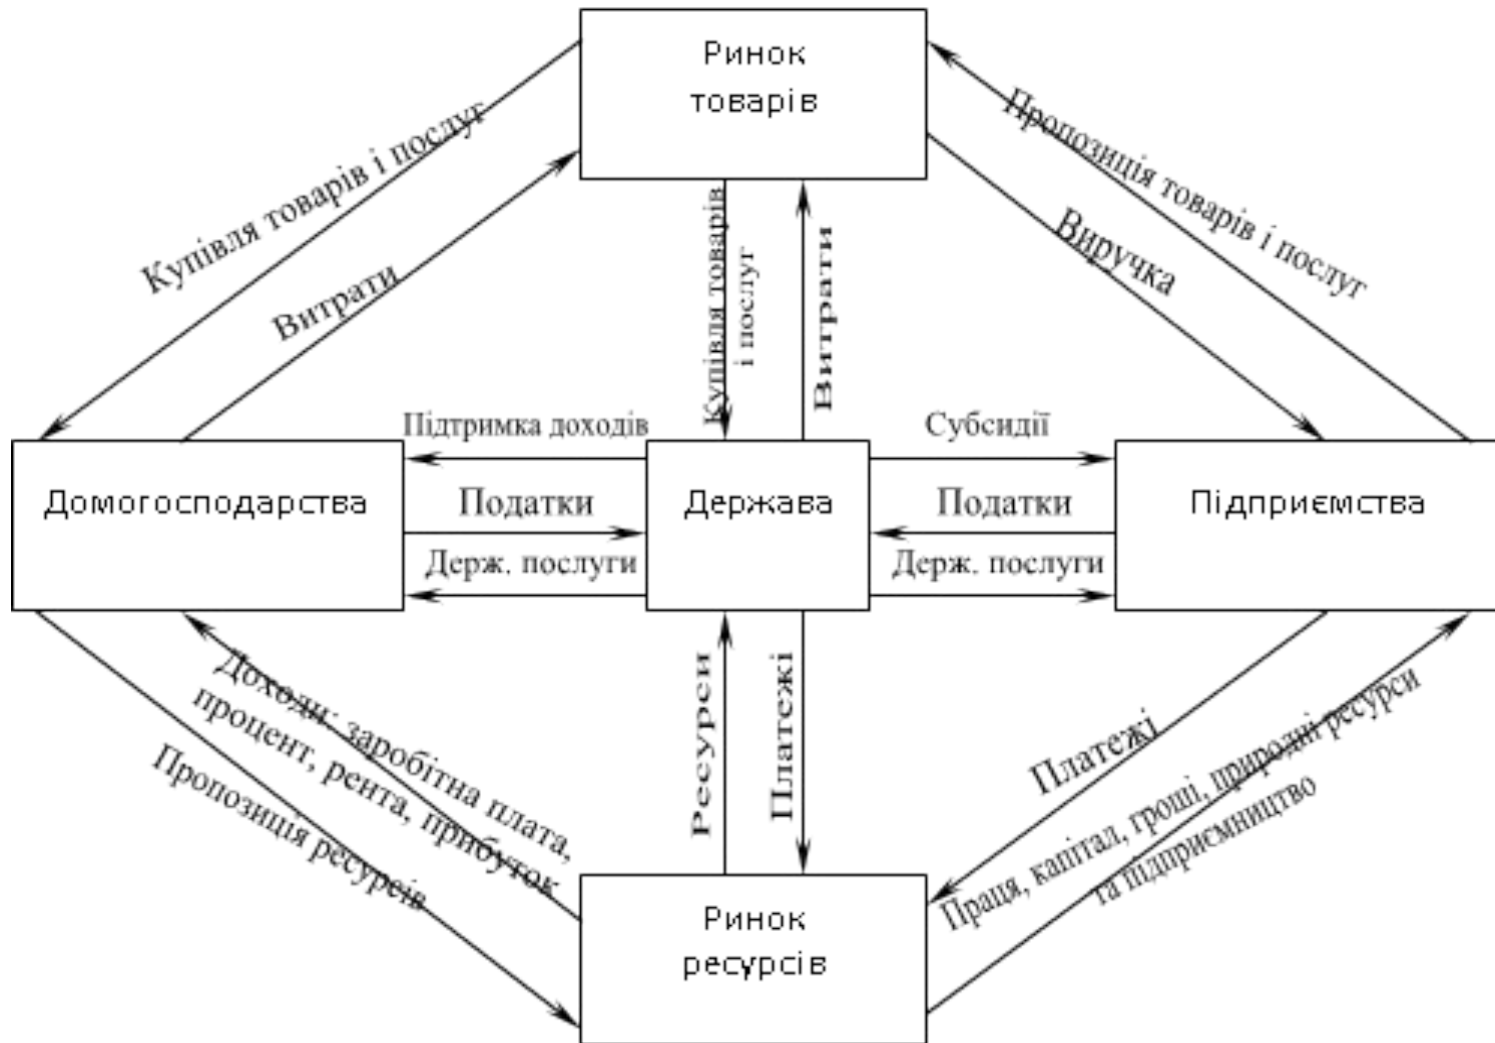 Ринок
товарів
Купівля товарів і послуг
Витрати
Купівля товарів
і послуг
Витрати
Пропозиція товарів і послуг
Виручка
Підтримка доходів
Субсидії
Домогосподарства
Податки
Держава
Податки
Підприємства
Держ. послуги
Держ. послуги
Доходи: заробітна плата,
процент, рента, прибуток
Пропозиція ресурсів
Ресурси
Платежі
Платежі
Праця, капітал, гроші, природні ресурси
та підприємництво
Ринок
ресурсів